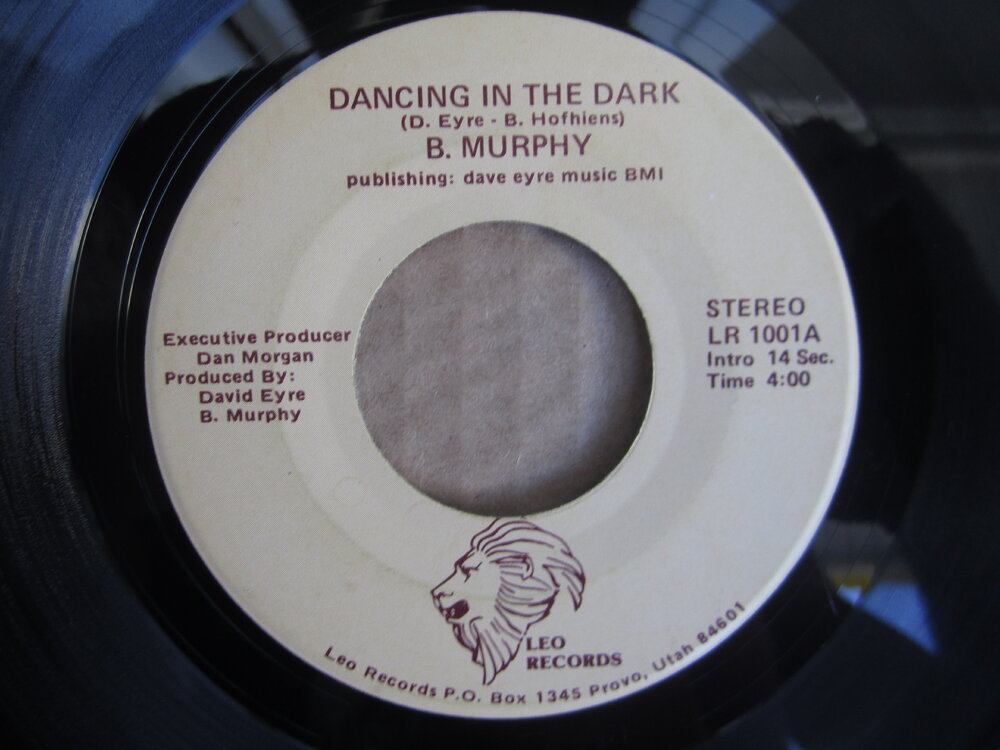 DANCING IN THE DARK
(D. Eyre - B. Hofhiens)
B. MURPHY
publishing: dave eyre music BMI
Executive Producer
Dan Morgan
Produced By:
David Eyre
B. Murphy
STEREO
LR 1001A
Intro 14 Sec.
Time 4:00
LEO
RECORDS
Leo Records P.O. Box 1345 Provo, Utah 84601